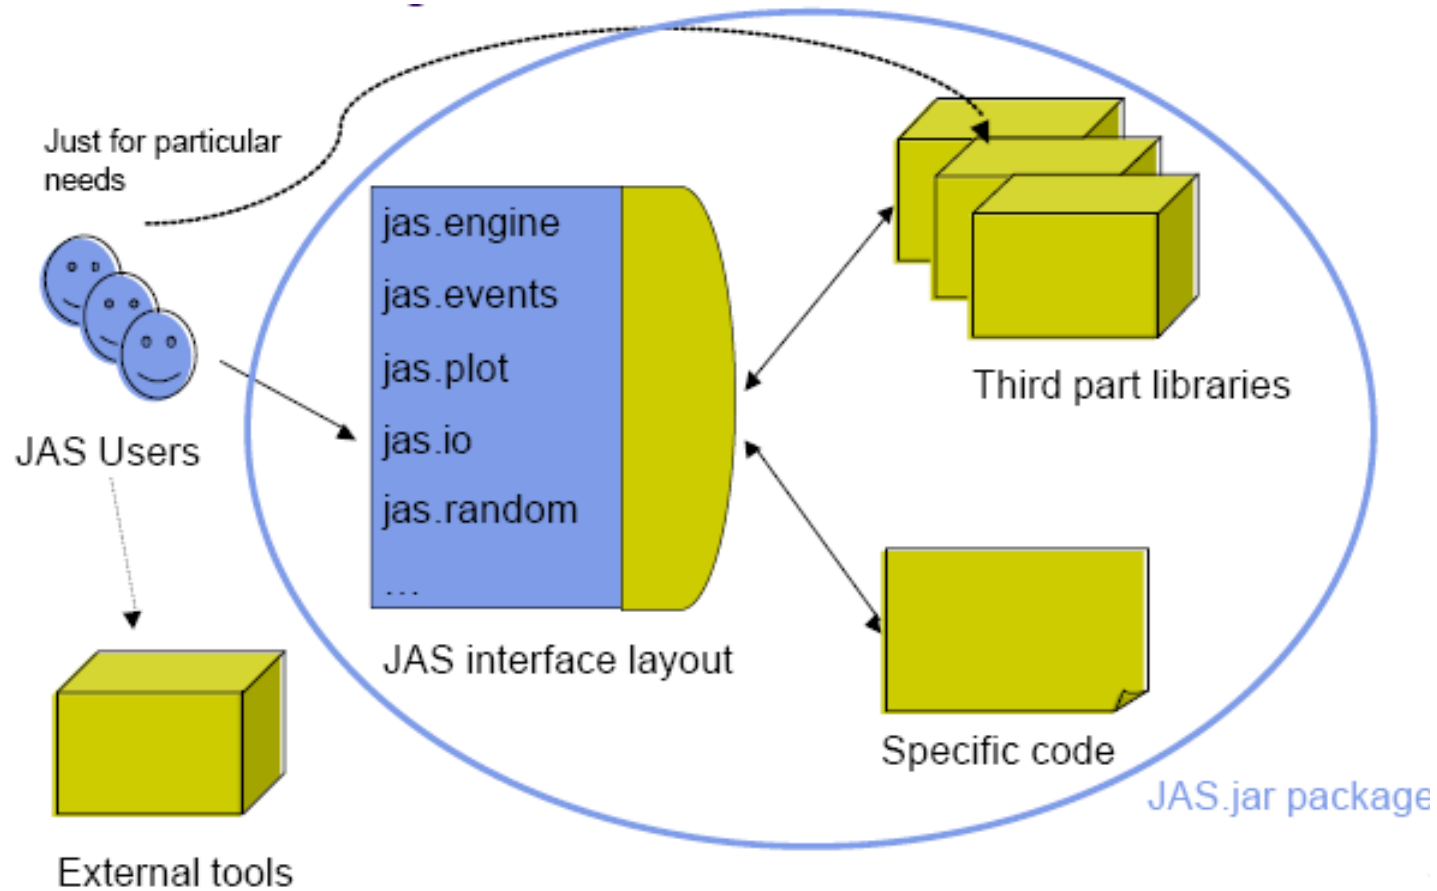 Just for particular
needs
jas.engine
jas.events
jas.plot
jas.io
jas.random
...
JAS Users
JAS interface layout
Third part libraries
Specific code
JAS.jar package
External tools